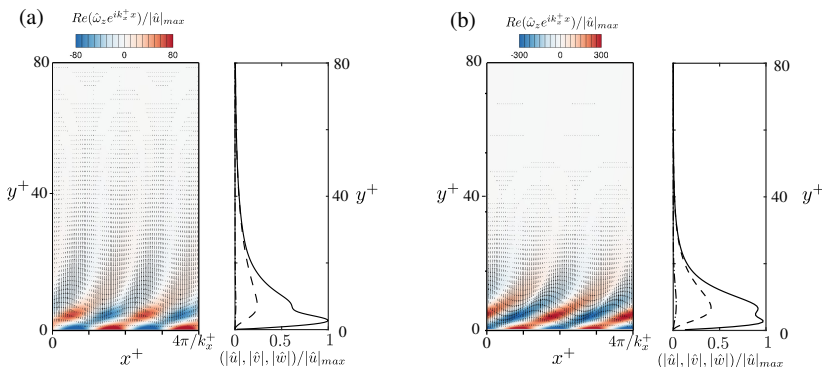 (a)
Re(ω̂_z e^{ik_x^+ x})/|û|_max
-80 0 80
80
40
0
y⁺
x⁺
4π/k_x⁺
80
40
0
y⁺
0 0.5 1
(|û|, |v̂|, |ŵ|)/|û|_max
(b)
Re(ω̂_z e^{ik_x^+ x})/|û|_max
-300 0 300
80
40
0
y⁺
x⁺
4π/k_x⁺
80
40
0
y⁺
0 0.5 1
(|û|, |v̂|, |ŵ|)/|û|_max